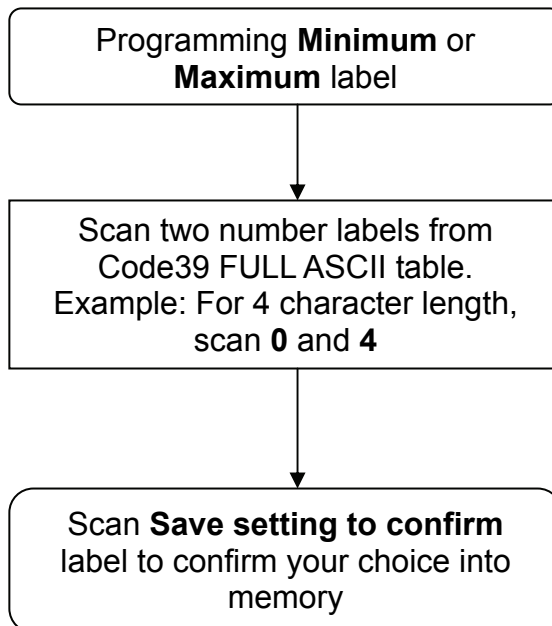 Programming Minimum or
Maximum label
Scan two number labels from
Code39 FULL ASCII table.
Example: For 4 character length,
scan 0 and 4
Scan Save setting to confirm
label to confirm your choice into
memory